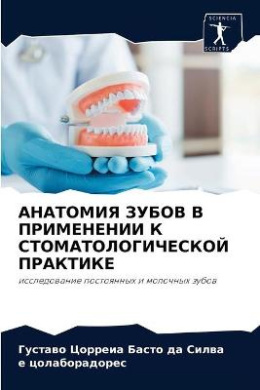 SCIENCIA
SCRIPTS
АНАТОМИЯ ЗУБОВ В
ПРИМЕНЕНИИ К
СТОМАТОЛОГИЧЕСКОЙ
ПРАКТИКЕ
исследование постоянных и молочных зубов
Густаво Цорреиа Басто да Силва
е цолаборадорес